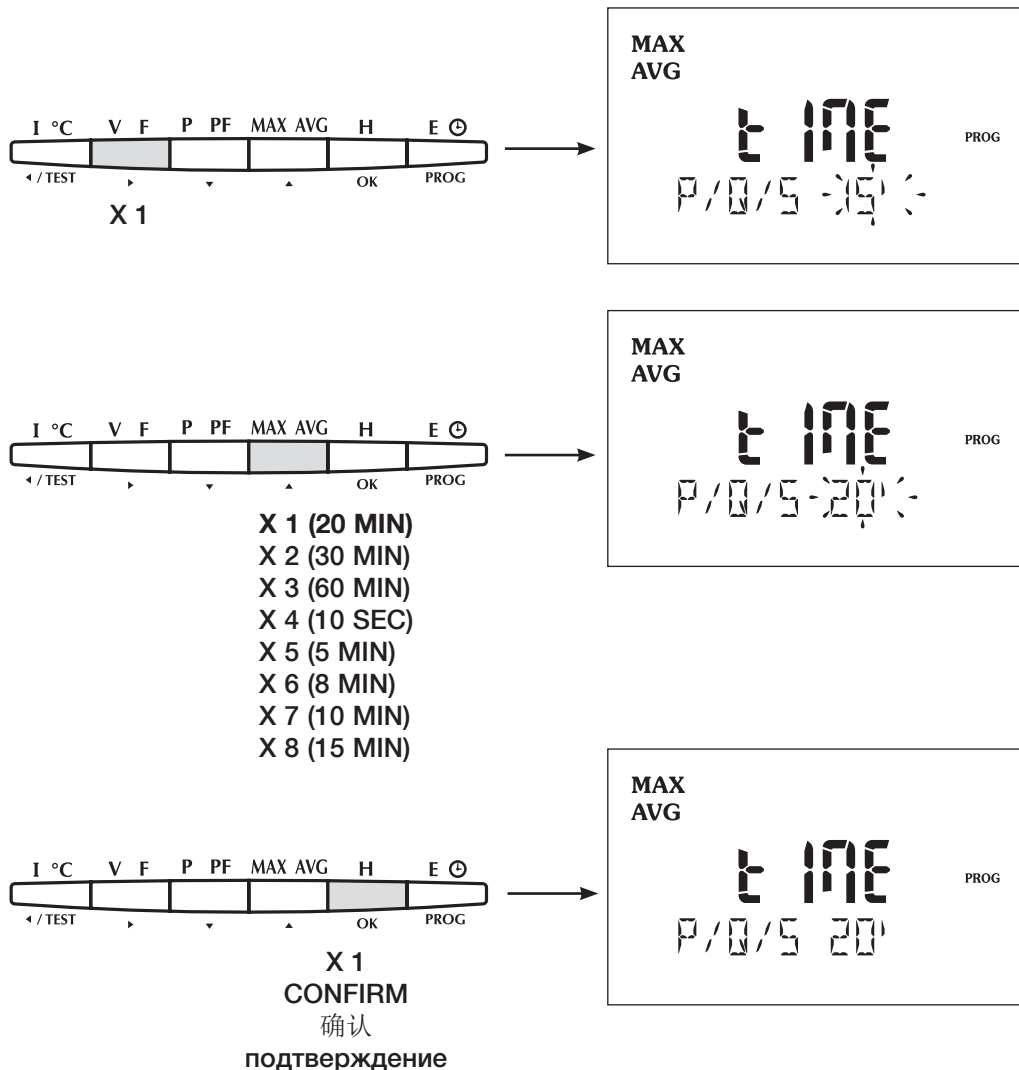 MAX
AVG
t IME
PROG
P/Q/S 15'
I °C V F P PF MAX AVG H E
/ TEST OK PROG
X 1
MAX
AVG
t IME
PROG
P/Q/S 20'
I °C V F P PF MAX AVG H E
/ TEST OK PROG
X 1 (20 MIN)
X 2 (30 MIN)
X 3 (60 MIN)
X 4 (10 SEC)
X 5 (5 MIN)
X 6 (8 MIN)
X 7 (10 MIN)
X 8 (15 MIN)
MAX
AVG
t IME
PROG
P/Q/S 20'
I °C V F P PF MAX AVG H E
/ TEST OK PROG
X 1
CONFIRM
确认
подтверждение